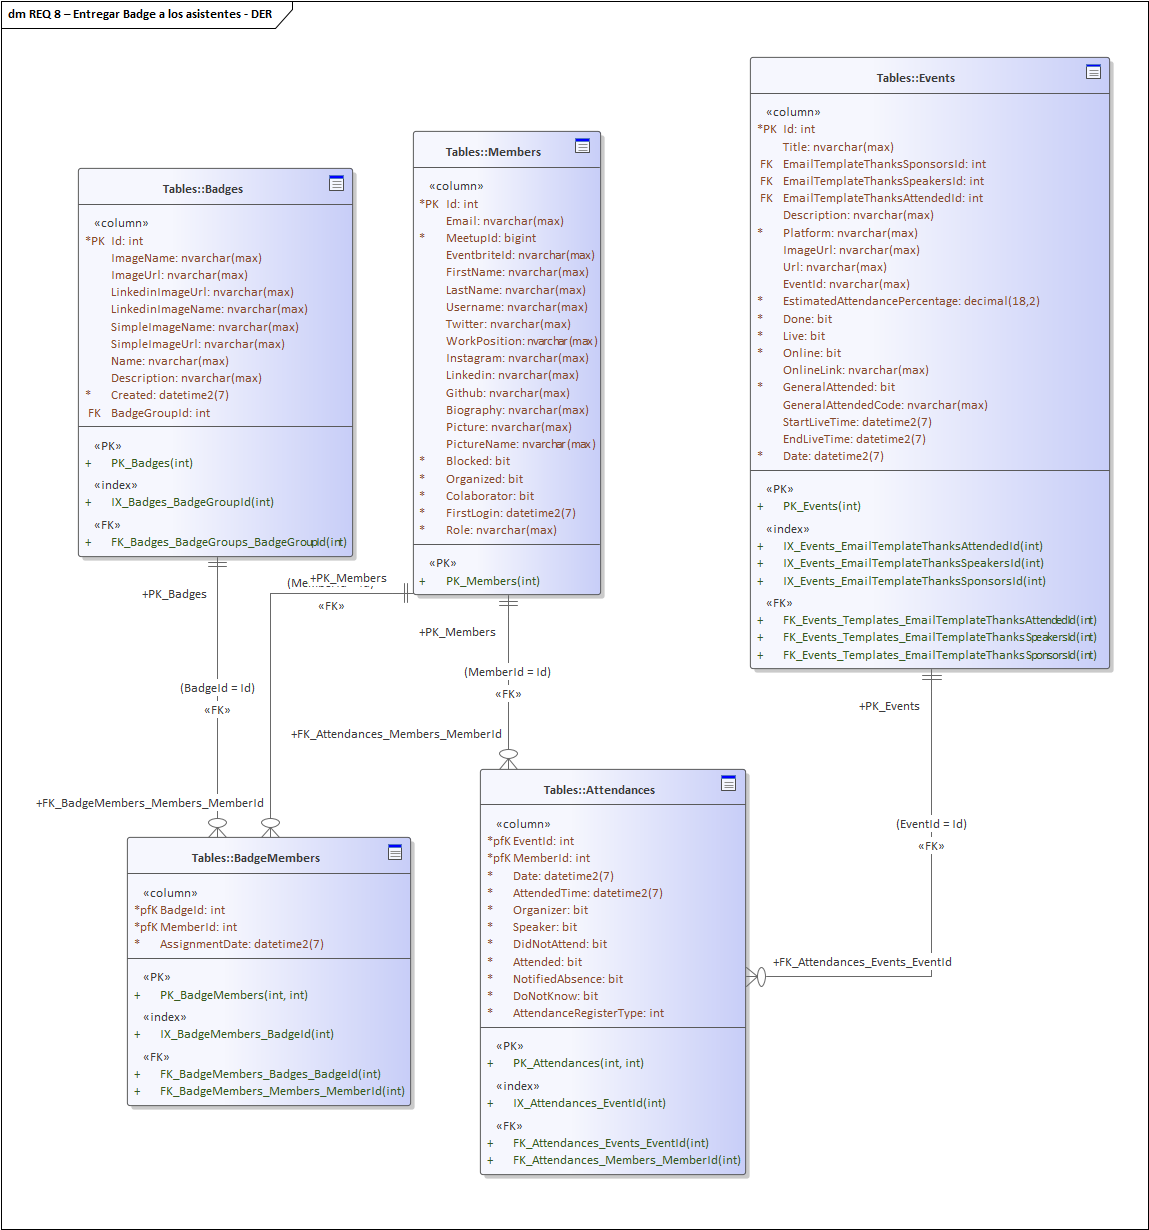 dm REQ 8 – Entregar Badge a los asistentes - DER
Tables::Badges
«column»
*PK Id: int
ImageName: nvarchar(max)
ImageUrl: nvarchar(max)
LinkedinImageUrl: nvarchar(max)
LinkedinImageName: nvarchar(max)
SimpleImageName: nvarchar(max)
SimpleImageUrl: nvarchar(max)
Name: nvarchar(max)
Description: nvarchar(max)
* Created: datetime2(7)
FK BadgeGroupId: int
«PK»
+ PK_Badges(int)
«index»
+ IX_Badges_BadgeGroupId(int)
«FK»
+ FK_Badges_BadgeGroups_BadgeGroupId(int)
Tables::Members
«column»
*PK Id: int
Email: nvarchar(max)
* MeetupId: bigint
EventbriteId: nvarchar(max)
FirstName: nvarchar(max)
LastName: nvarchar(max)
Username: nvarchar(max)
Twitter: nvarchar(max)
WorkPosition: nvarchar(max)
Instagram: nvarchar(max)
Linkedin: nvarchar(max)
Github: nvarchar(max)
Biography: nvarchar(max)
Picture: nvarchar(max)
PictureName: nvarchar(max)
* Blocked: bit
* Organized: bit
* Colaborator: bit
* FirstLogin: datetime2(7)
* Role: nvarchar(max)
«PK»
+ PK_Members(int)
Tables::Events
«column»
*PK Id: int
Title: nvarchar(max)
FK EmailTemplateThanksSponsorsId: int
FK EmailTemplateThanksSpeakersId: int
FK EmailTemplateThanksAttendedId: int
Description: nvarchar(max)
* Platform: nvarchar(max)
ImageUrl: nvarchar(max)
Url: nvarchar(max)
EventId: nvarchar(max)
* EstimatedAttendancePercentage: decimal(18,2)
* Done: bit
* Live: bit
* Online: bit
OnlineLink: nvarchar(max)
* GeneralAttended: bit
GeneralAttendedCode: nvarchar(max)
StartLiveTime: datetime2(7)
EndLiveTime: datetime2(7)
* Date: datetime2(7)
«PK»
+ PK_Events(int)
«index»
+ IX_Events_EmailTemplateThanksAttendedId(int)
+ IX_Events_EmailTemplateThanksSpeakersId(int)
+ IX_Events_EmailTemplateThanksSponsorsId(int)
«FK»
+ FK_Events_Templates_EmailTemplateThanksAttendedId(int)
+ FK_Events_Templates_EmailTemplateThanksSpeakersId(int)
+ FK_Events_Templates_EmailTemplateThanksSponsorsId(int)
+PK_Badges
+PK_Members
«FK»
+PK_Members
(MemberId = Id)
«FK»
(BadgeId = Id)
«FK»
+PK_Events
+FK_Attendances_Members_MemberId
+FK_BadgeMembers_Members_MemberId
(EventId = Id)
«FK»
+FK_Attendances_Events_EventId
Tables::BadgeMembers
«column»
*pfK BadgeId: int
*pfK MemberId: int
* AssignmentDate: datetime2(7)
«PK»
+ PK_BadgeMembers(int, int)
«index»
+ IX_BadgeMembers_BadgeId(int)
«FK»
+ FK_BadgeMembers_Badges_BadgeId(int)
+ FK_BadgeMembers_Members_MemberId(int)
Tables::Attendances
«column»
*pfK EventId: int
*pfK MemberId: int
* Date: datetime2(7)
* AttendedTime: datetime2(7)
* Organizer: bit
* Speaker: bit
* DidNotAttend: bit
* Attended: bit
* NotifiedAbsence: bit
* DoNotKnow: bit
* AttendanceRegisterType: int
«PK»
+ PK_Attendances(int, int)
«index»
+ IX_Attendances_EventId(int)
«FK»
+ FK_Attendances_Events_EventId(int)
+ FK_Attendances_Members_MemberId(int)